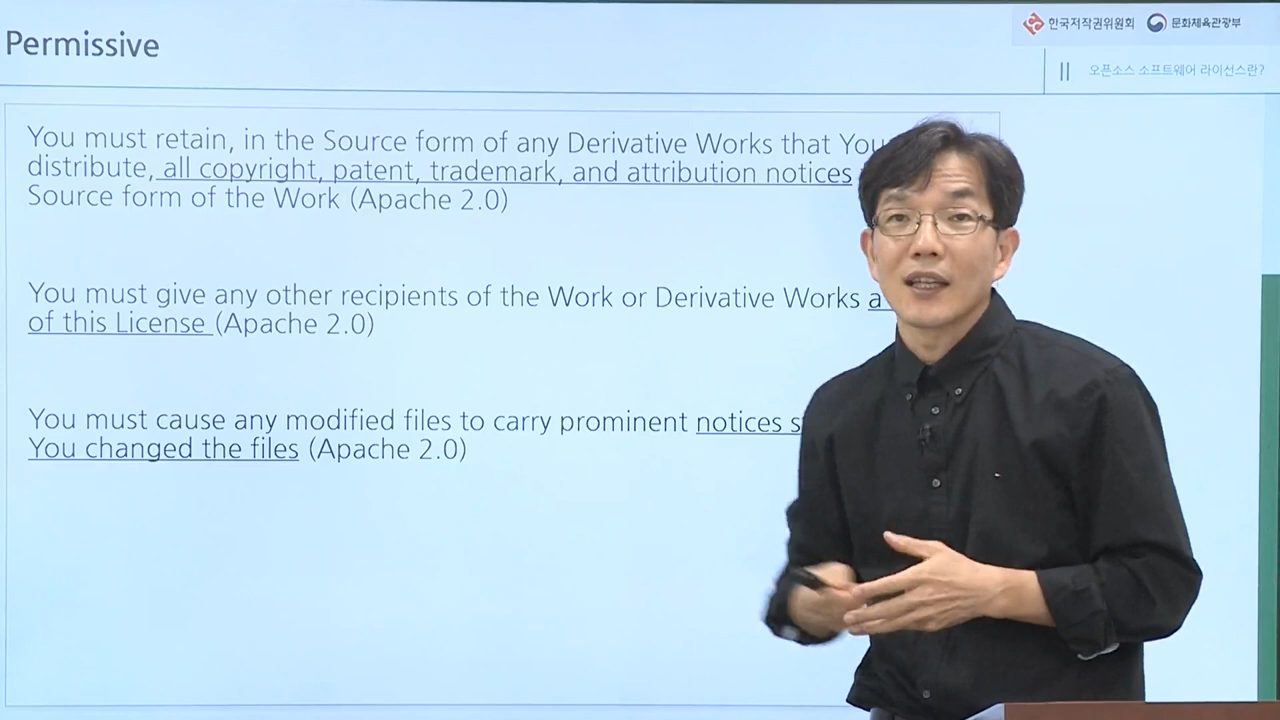 Permissive
한국저작권위원회 문화체육관광부
오픈소스 소프트웨어 라이선스란?
You must retain, in the Source form of any Derivative Works that You
distribute, all copyright, patent, trademark, and attribution notices
Source form of the Work (Apache 2.0)
You must give any other recipients of the Work or Derivative Works a
of this License (Apache 2.0)
You must cause any modified files to carry prominent notices
You changed the files (Apache 2.0)